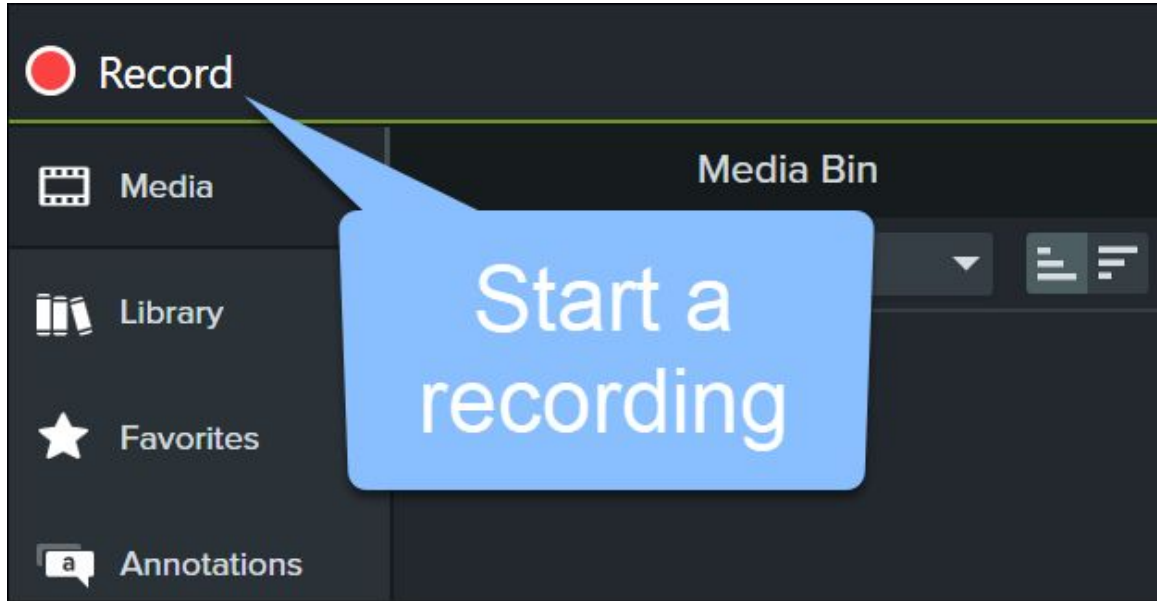 Record
Media
Media Bin
Library
Start a
recording
Favorites
a
Annotations